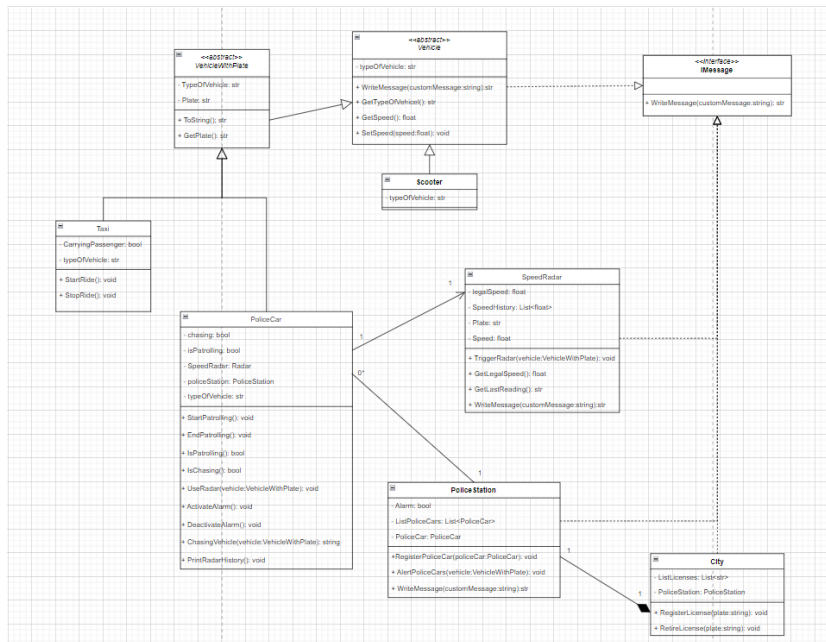 <<abstract>>
VehicleWithPlate
- TypeOfVehicle: str
- Plate: str
+ ToString(): str
+ GetPlate(): str
<<abstract>>
Vehicle
- typeOfVehicle: str
+ WriteMessage(customMessage:string):str
+ GetTypeOfVehicel(): str
+ GetSpeed(): float
+ SetSpeed(speed:float): void
<<interface>>
IMessage
+ WriteMessage(customMessage:string): str
Scooter
- typeOfVehicle: str
Taxi
- CarryingPassenger: bool
- typeOfVehicle: str
+ StartRide(): void
+ StopRide(): void
SpeedRadar
- legalSpeed: float
- SpeedHistory: List<float>
- Plate: str
- Speed: float
+ TriggerRadar(vehicle:VehicleWithPlate): void
+ GetLegalSpeed(): float
+ GetLastReading(): str
+ WriteMessage(customMessage:string):str
1
1
0*
1
PoliceCar
- chasing: bool
- isPatrolling: bool
- SpeedRadar: Radar
- policeStation: PoliceStation
- typeOfVehicle: str
+ StartPatrolling(): void
+ EndPatrolling(): void
+ IsPatrolling(): bool
+ IsChasing(): bool
+ UseRadar(vehicle:VehicleWithPlate): void
+ ActivateAlarm(): void
+ DeactivateAlarm(): void
+ ChasingVehicle(vehicle:VehicleWithPlate): string
+ PrintRadarHistory(): void
PoliceStation
- Alarm: bool
- ListPoliceCars: List<PoliceCar>
- PoliceCar: PoliceCar
+RegisterPoliceCar(policeCar:PoliceCar): void
+ AlertPoliceCars(vehicle:VehicleWithPlate): void
+ WriteMessage(customMessage:string):str
1
1
City
- ListLicenses: List<str>
- PoliceStation: PoliceStation
+ RegisterLicense(plate:string): void
+ RetireLicense(plate:string): void